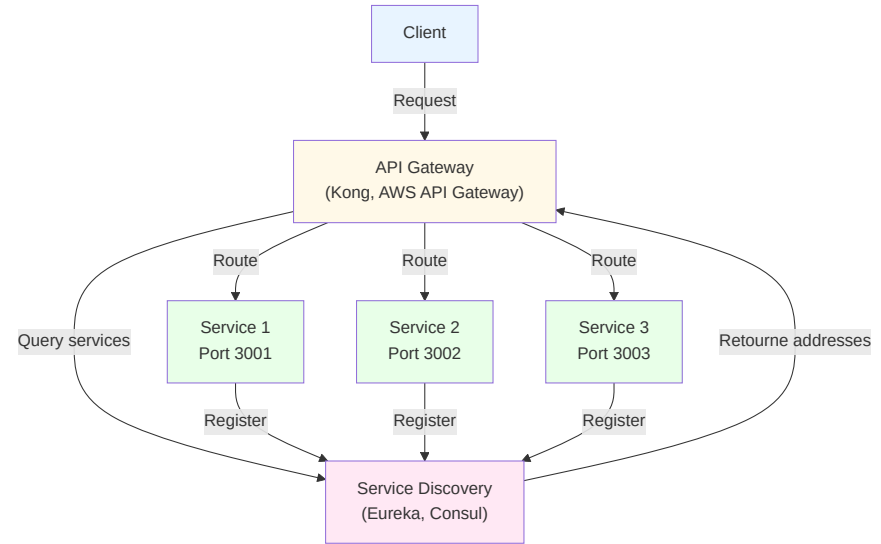 Client
Request
API Gateway
(Kong, AWS API Gateway)
Route
Route
Route
Service 1
Port 3001
Service 2
Port 3002
Service 3
Port 3003
Query services
Retourne addresses
Register
Register
Register
Service Discovery
(Eureka, Consul)